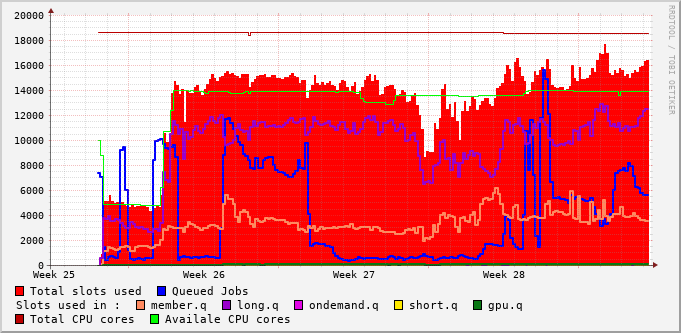 20000
18000
16000
14000
12000
10000
8000
6000
4000
2000
0
Week 25 Week 26 Week 27 Week 28
Total slots used Queued Jobs
Slots used in : member.q long.q ondemand.q short.q gpu.q
Total CPU cores Availale CPU cores
RRDTOOL / TOBI OETIKER